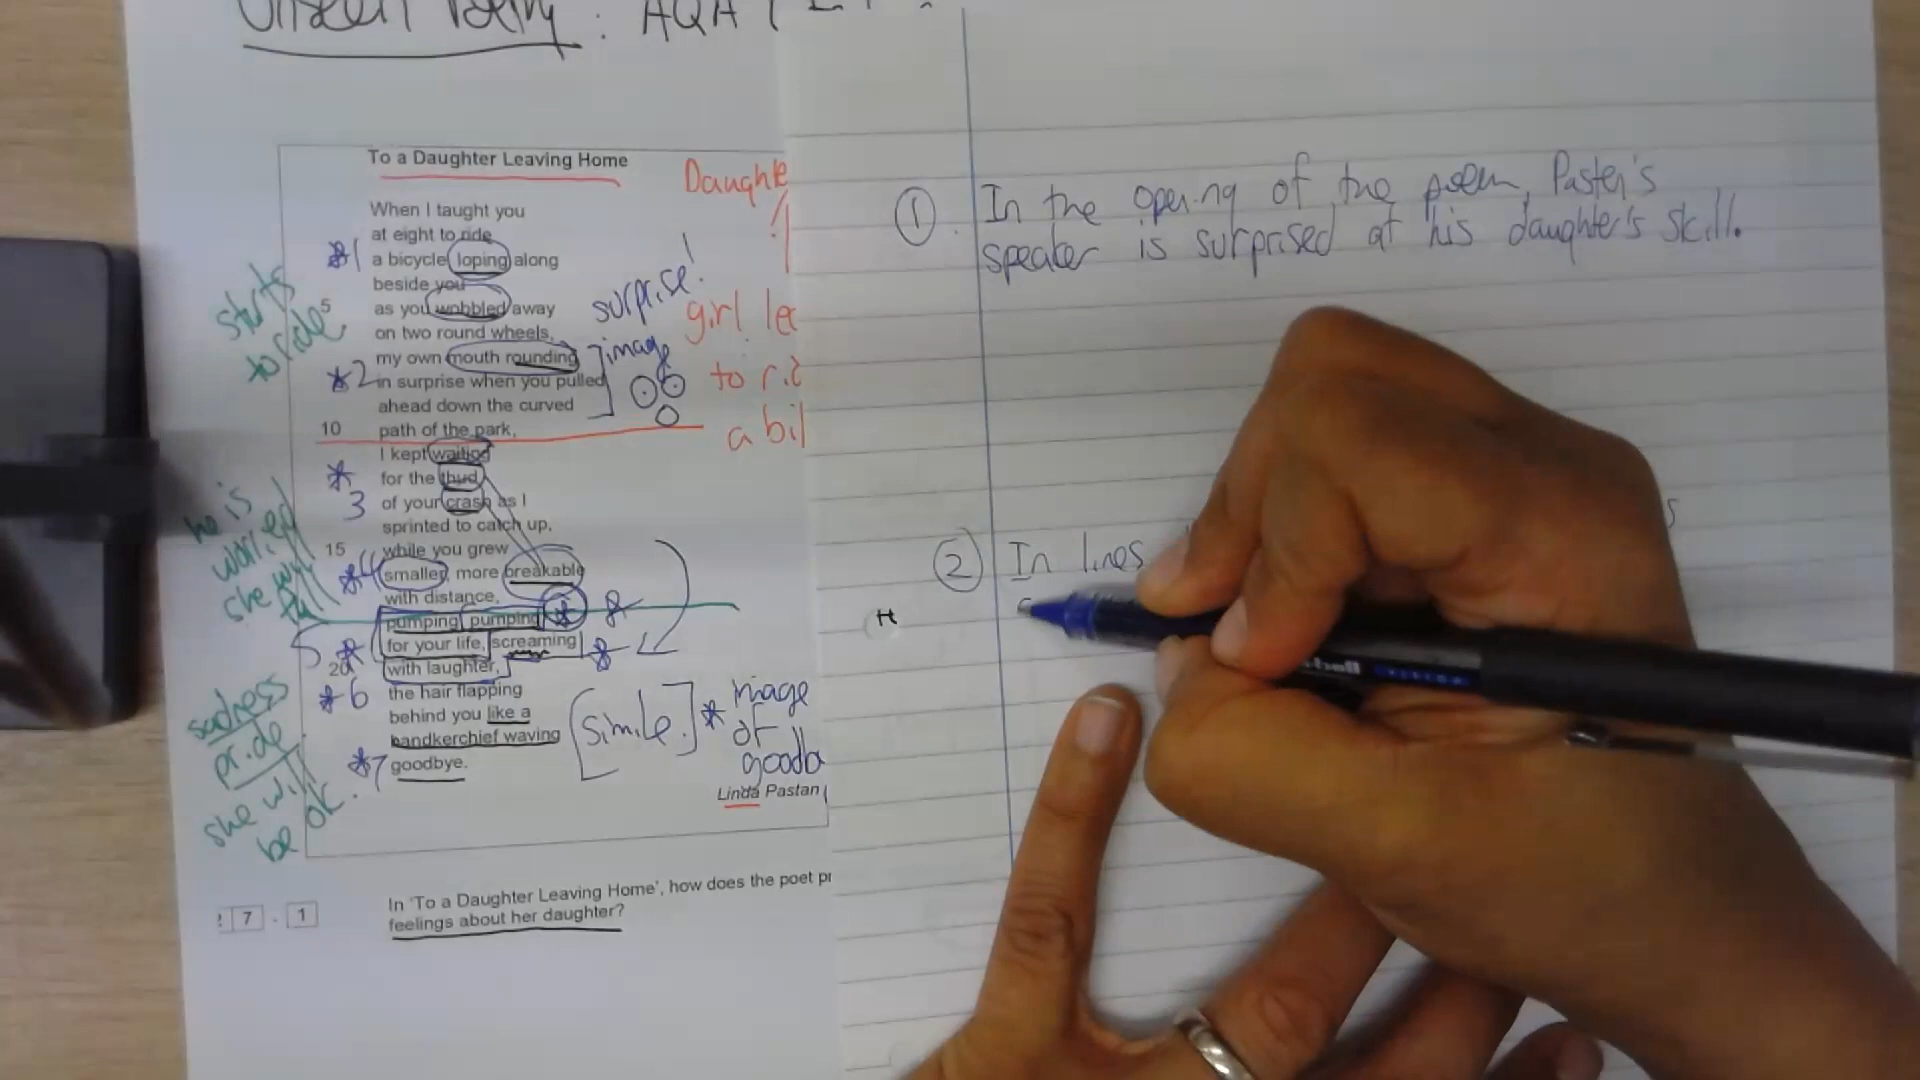 Unseen Poetry : AQA
To a Daughter Leaving Home
When I taught you
at eight to ride
a bicycle loping along
beside you
5 as you wobbled away
on two round wheels,
my own mouth rounding
in surprise when you pulled
ahead down the curved
10 path of the park,
I kept waiting
for the thud
of your crash as I
sprinted to catch up,
15 while you grew
smaller, more breakable
with distance,
pumping, pumping
for your life, screaming
20 with laughter,
the hair flapping
behind you like a
handkerchief waving
goodbye.
Linda Pastan
7 . 1
In 'To a Daughter Leaving Home', how does the poet pr
feelings about her daughter?
*1
*2
*3
*4
5 *
*6
*7
starts
to ride
he is
worried
she will
fall
sadness
pride
she will
be ok.
surprise!
image
[simile.] * image
of
goodb
Daughte
girl lea
to rid
a bik
① In the opening of the poem, Pasten's
speaker is surprised at his daughter's skill.
② In lines